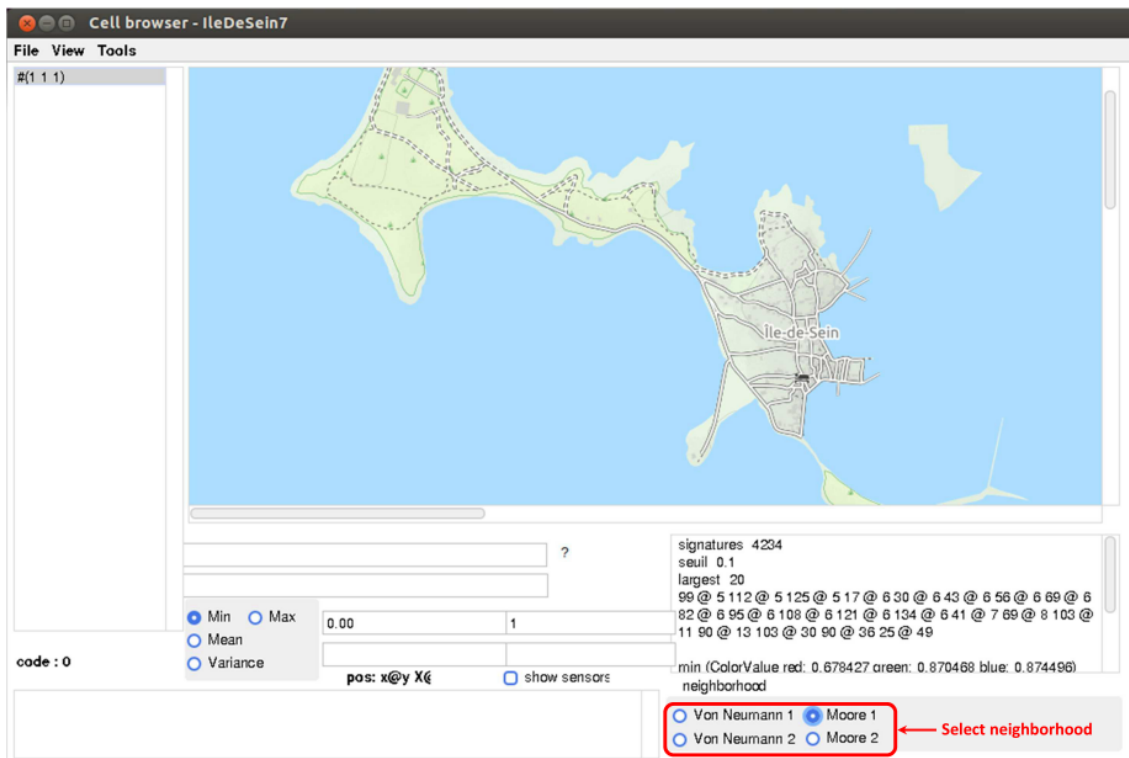 Cell browser - IleDeSein7
File View Tools
#(1 1 1)
Île-de-Sein
?
signatures 4234
seuil 0.1
largest 20
99 @ 5 112 @ 5 125 @ 5 17 @ 6 30 @ 6 43 @ 6 56 @ 6 69 @ 6
82 @ 6 95 @ 6 108 @ 6 121 @ 6 134 @ 6 41 @ 7 69 @ 8 103 @
11 90 @ 13 103 @ 30 90 @ 36 25 @ 49
min (ColorValue red: 0.678427 green: 0.870468 blue: 0.874496)
Min Max
Mean
Variance
0.00 1
code : 0
pos: x@y X@
show sensors
neighborhood
Von Neumann 1 Moore 1
Von Neumann 2 Moore 2
Select neighborhood